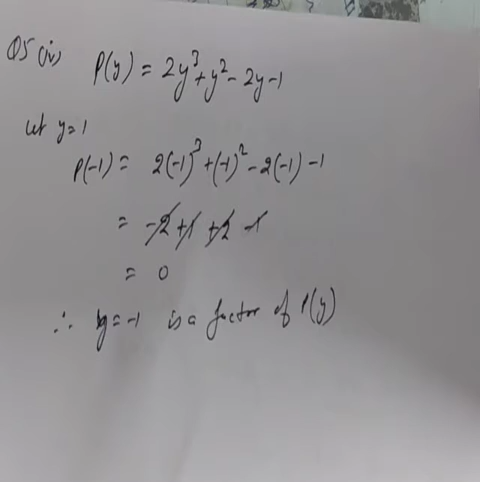 Q5 (iv) P(y) = 2y³+y²-2y-1
let y=1
P(-1) = 2(-1)³+(-1)²-2(-1)-1
= -2+1+2-1
= 0
∴ y=-1 is a factor of P(y)